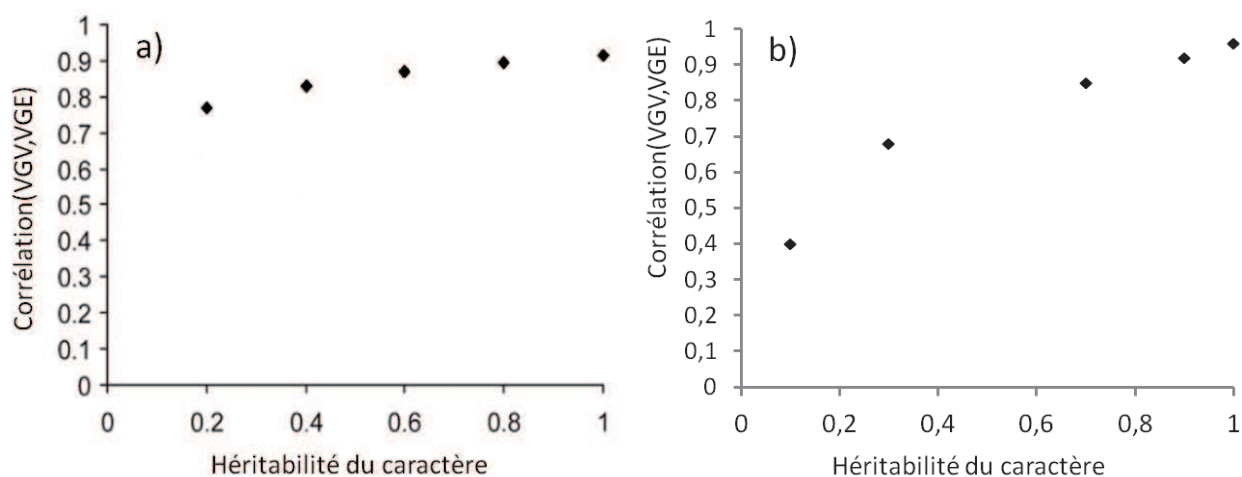 a)
Corrélation(VGV,VGE)
1
0.9
0.8
0.7
0.6
0.5
0.4
0.3
0.2
0.1
0
0 0.2 0.4 0.6 0.8 1
Héritabilité du caractère
b)
Corrélation(VGV,VGE)
1
0,9
0,8
0,7
0,6
0,5
0,4
0,3
0,2
0,1
0
0 0,2 0,4 0,6 0,8 1
Héritabilité du caractère